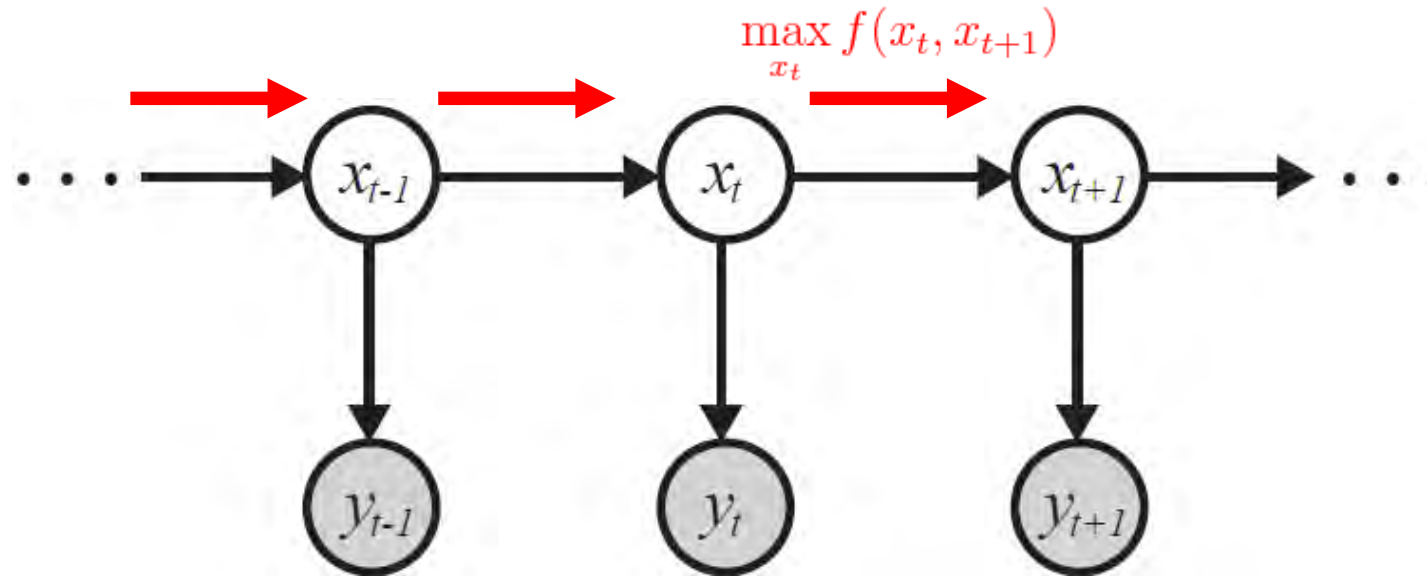 max f(x_t, x_{t+1})
x_t
· · · x_{t-1} x_t x_{t+1} · ·
y_{t-1} y_t y_{t+1}